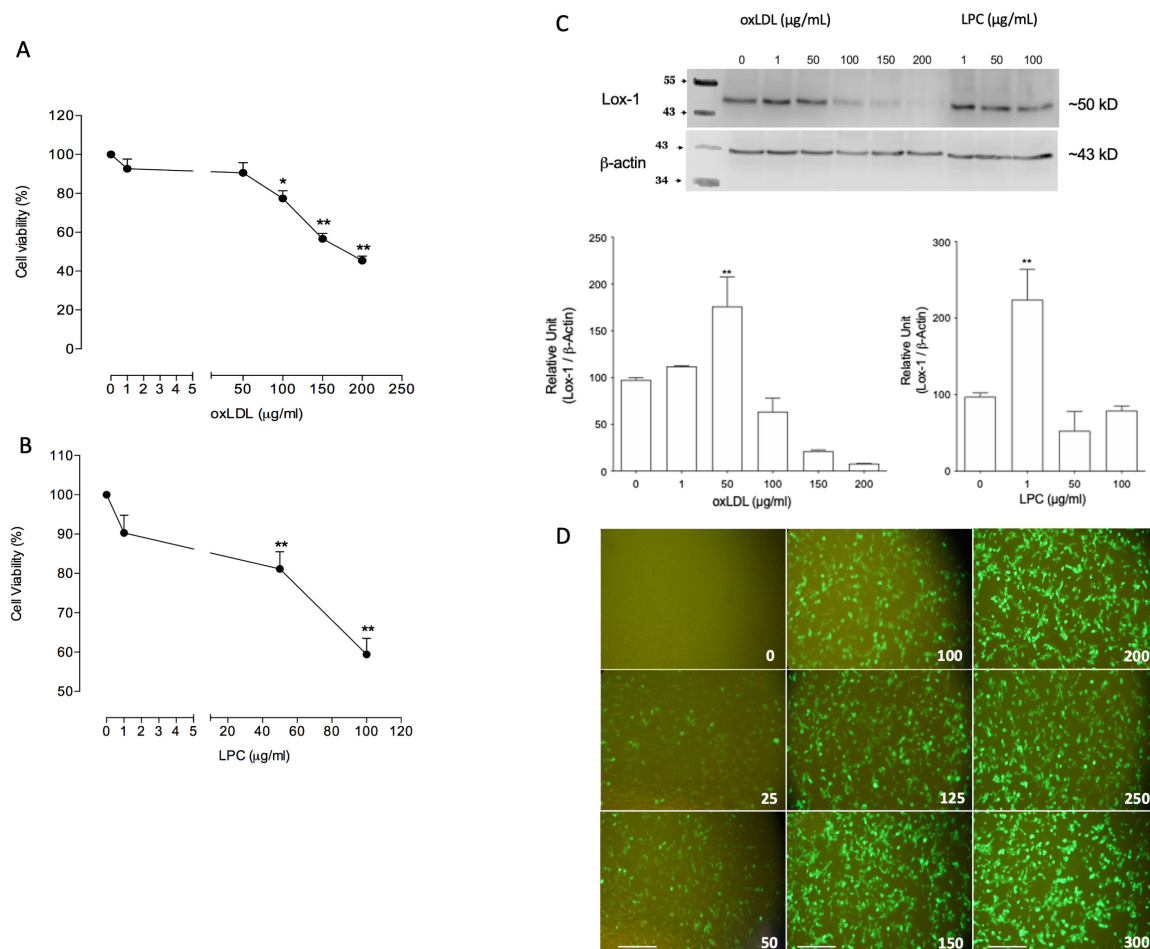 A
120
100
80
60
40
20
0
Cell viability (%)
*
**
**
0 1 2 3 4 5 50 100 150 200 250
oxLDL (μg/ml)
B
110
100
90
80
70
60
50
Cell Viability (%)
**
**
0 1 2 3 4 5 20 40 60 80 100 120
LPC (μg/ml)
C
oxLDL (μg/mL) LPC (μg/mL)
0 1 50 100 150 200 1 50 100
55
Lox-1 ~50 kD
43
43
β-actin ~43 kD
34
250
200
150
100
50
0
Relative Unit
(Lox-1 / β-Actin)
**
0 1 50 100 150 200
oxLDL (μg/ml)
300
200
100
0
Relative Unit
(Lox-1 / β-Actin)
**
0 1 50 100
LPC (μg/ml)
D
0 100 200
25 125 250
50 150 300